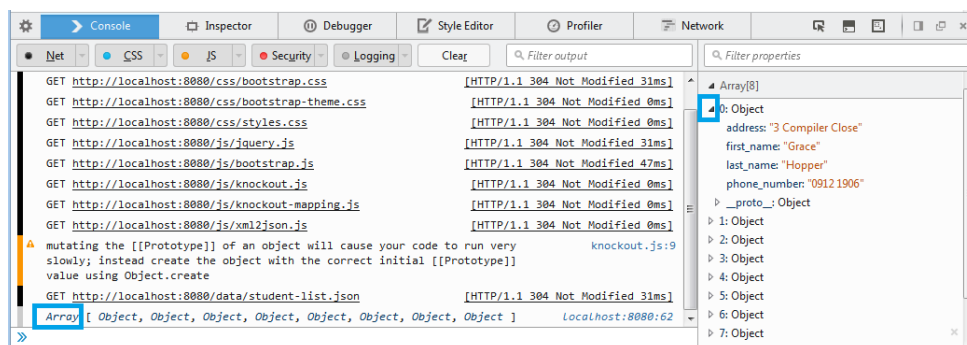 Console Inspector Debugger Style Editor Profiler Network
Net CSS JS Security Logging Clear Filter output Filter properties
GET http://localhost:8080/css/bootstrap.css [HTTP/1.1 304 Not Modified 31ms]
GET http://localhost:8080/css/bootstrap-theme.css [HTTP/1.1 304 Not Modified 0ms]
GET http://localhost:8080/css/styles.css [HTTP/1.1 304 Not Modified 0ms]
GET http://localhost:8080/js/jquery.js [HTTP/1.1 304 Not Modified 31ms]
GET http://localhost:8080/js/bootstrap.js [HTTP/1.1 304 Not Modified 47ms]
GET http://localhost:8080/js/knockout.js [HTTP/1.1 304 Not Modified 0ms]
GET http://localhost:8080/js/knockout-mapping.js [HTTP/1.1 304 Not Modified 0ms]
GET http://localhost:8080/js/xml2json.js [HTTP/1.1 304 Not Modified 0ms]
mutating the [[Prototype]] of an object will cause your code to run very knockout.js:9
slowly; instead create the object with the correct initial [[Prototype]]
value using Object.create
GET http://localhost:8080/data/student-list.json [HTTP/1.1 304 Not Modified 31ms]
Array [ Object, Object, Object, Object, Object, Object, Object, Object ] localhost:8080:62
Array[8]
0: Object
address: "3 Compiler Close"
first_name: "Grace"
last_name: "Hopper"
phone_number: "0912 1906"
__proto__: Object
1: Object
2: Object
3: Object
4: Object
5: Object
6: Object
7: Object